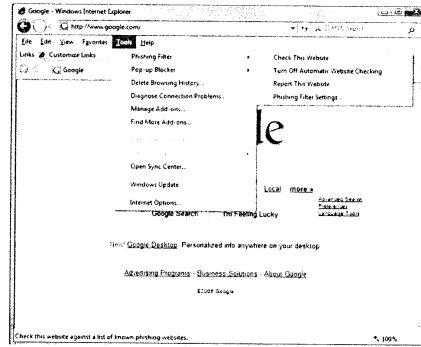 Google - Windows Internet Explorer
http://www.google.com/
File Edit View Favorites Tools Help
Links Customize Links
Google
Phishing Filter
Pop-up Blocker
Delete Browsing History...
Diagnose Connection Problems...
Manage Add-ons...
Find More Add-ons...
Open Sync Center...
Windows Update
Internet Options...
Check This Website
Turn Off Automatic Website Checking
Report This Website
Phishing Filter Settings
le
Local more »
Advanced Search
Preferences
Language Tools
Google Search I'm Feeling Lucky
New! Google Desktop Personalized info anywhere on your desktop
Advertising Programs - Business Solutions - About Google
©2006 Google
Check this website against a list of known phishing websites.
100%